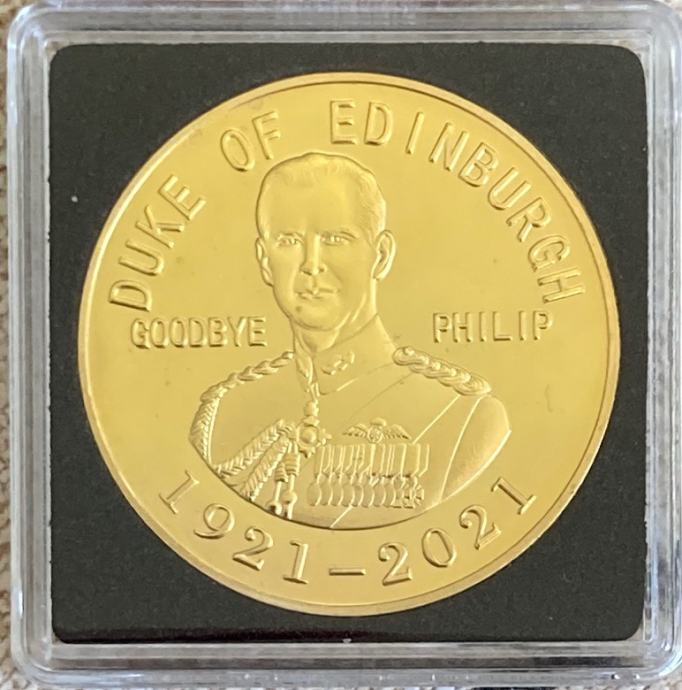 DUKE OF EDINBURGH
GOODBYE PHILIP
1921-2021